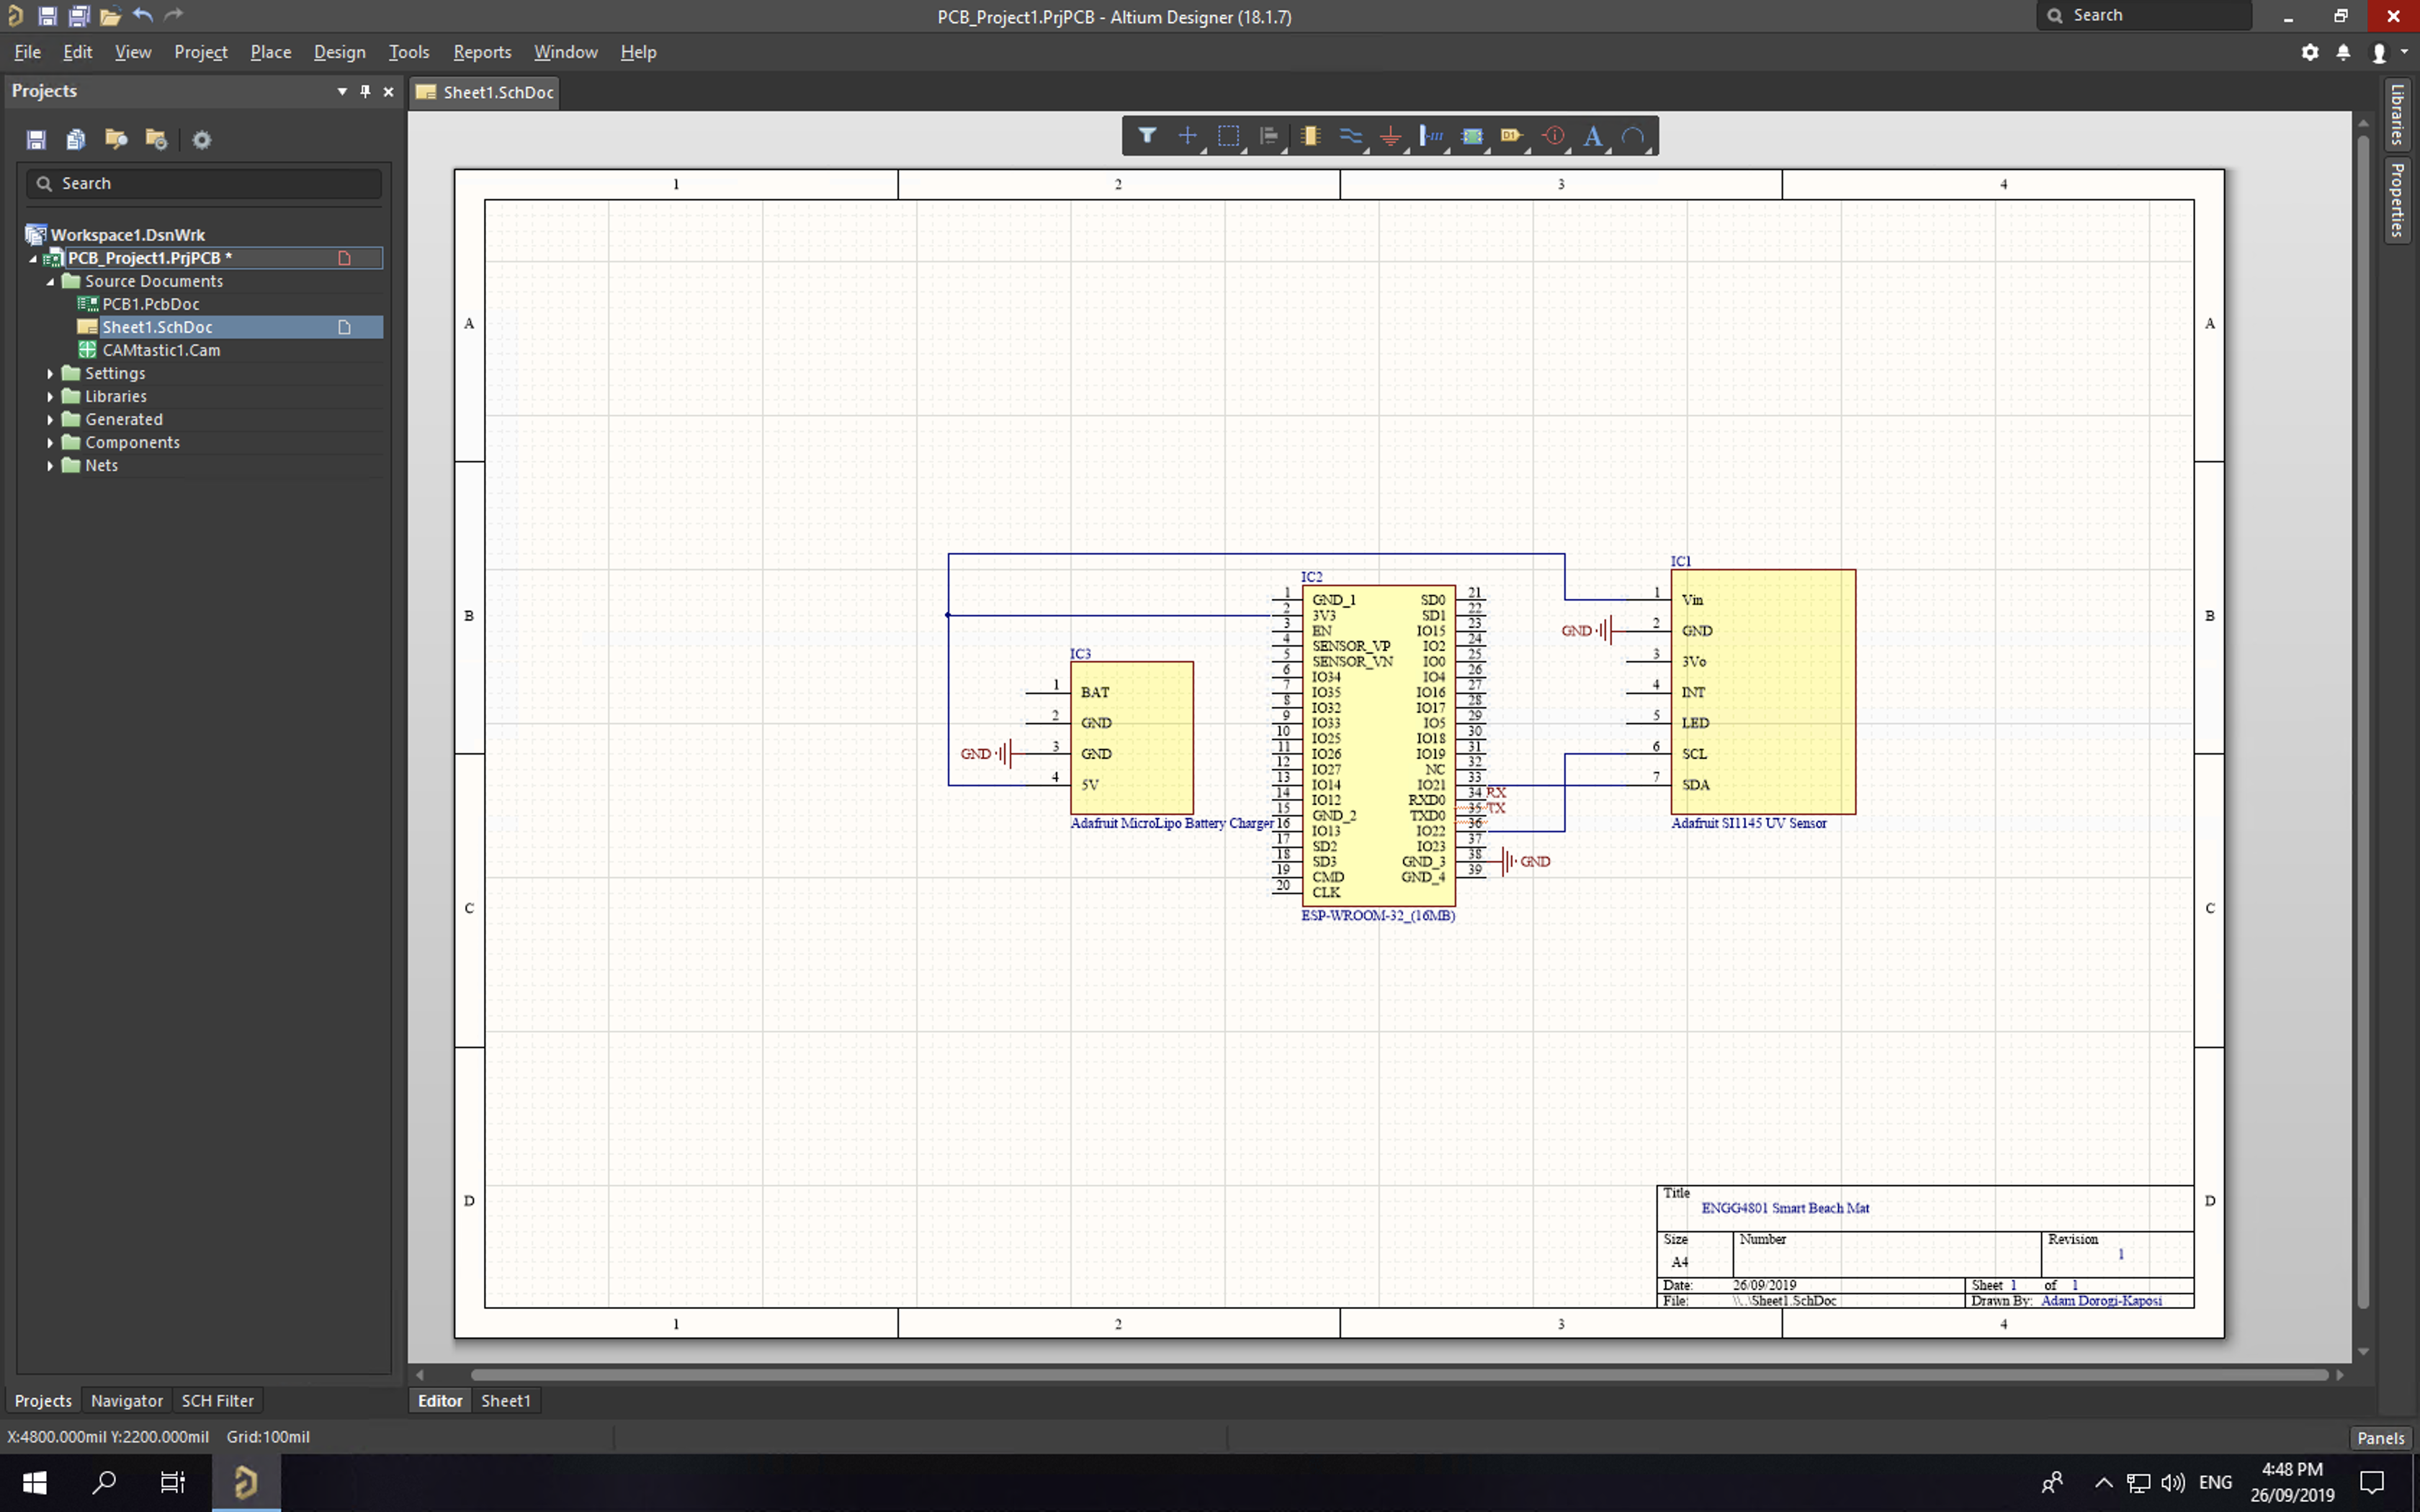 PCB_Project1.PrjPCB - Altium Designer (18.1.7)
Search
File Edit View Project Place Design Tools Reports Window Help
Projects
Sheet1.SchDoc
Libraries
Properties
Search
Workspace1.DsnWrk
PCB_Project1.PrjPCB *
Source Documents
PCB1.PcbDoc
Sheet1.SchDoc
CAMtastic1.Cam
Settings
Libraries
Generated
Components
Nets
1 2 3 4
A A
B B
C C
D D
IC3
1 BAT
2 GND
GND 3 GND
4 5V
Adafruit MicroLipo Battery Charger
IC2
1 GND_1 SD0 21
2 3V3 SD1 22
3 EN IO15 23
4 SENSOR_VP IO2 24
5 SENSOR_VN IO0 25
6 IO34 IO4 26
7 IO35 IO16 27
8 IO32 IO17 28
9 IO33 IO5 29
10 IO25 IO18 30
11 IO26 IO19 31
12 IO27 NC 32
13 IO14 IO21 33
14 IO12 RXD0 34 RX
15 GND_2 TXD0 35 TX
16 IO13 IO22 36
17 SD2 IO23 37
18 SD3 GND_3 38 GND
19 CMD GND_4 39
20 CLK
ESP-WROOM-32_(16MB)
IC1
1 Vin
GND 2 GND
3 3Vo
4 INT
5 LED
6 SCL
7 SDA
Adafruit SI1145 UV Sensor
Title
ENGG4801 Smart Beach Mat
Size Number Revision
A4 1
Date: 26/09/2019 Sheet 1 of 1
File: \\..\Sheet1.SchDoc Drawn By: Adam Dorogi-Kaposi
1 2 3 4
Projects Navigator SCH Filter
Editor Sheet1
X:4800.000mil Y:2200.000mil Grid:100mil
Panels
ENG
4:48 PM
26/09/2019